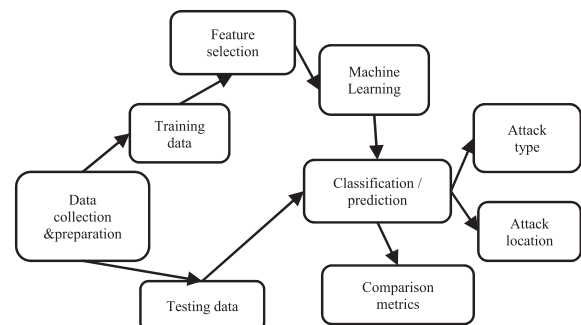 Feature
selection
Machine
Learning
Training
data
Attack
type
Data
collection
&preparation
Classification /
prediction
Attack
location
Testing data
Comparison
metrics